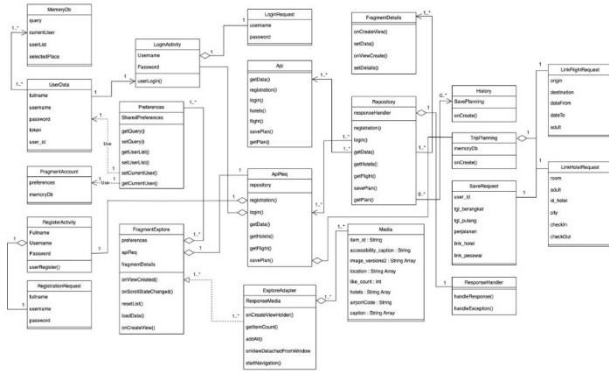 MemoryDb
query
currentUser
userList
selectedPlace
1..*
1..*
UserData
fullname
username
password
token
user_id
1
LoginActivity
Username
Password
userLogin()
LoginRequest
username
password
1
Preferences
SharedPreferences
getQuery()
setQuery()
getUserList()
setUserList()
setCurrentUser()
getCurrentUser()
Use
Use
FragmentAccount
preferences
memoryDb
RegisterActivity
Fullname
Username
Password
userRegister()
RegistrationRequest
fullname
username
password
FragmentExplore
preferences
apiReq
fragmentDetails
onViewCreated()
onScrollStateChanged()
resetList()
loadData()
onCreateView()
Api
getData()
registration()
login()
hotels()
flight()
savePlan()
getPlan()
ApiReq
repository
registration()
login()
getData()
getHotels()
getFlight()
savePlan()
ExploreAdapter
ResponseMedia
onCreateViewHolder()
getItemCount()
addAll()
onViewDetachedFromWindow
startNavigation()
FragmentDetails
onCreateView()
setData()
onViewCreate()
setDetails()
Repository
responseHandler
registration()
login()
getData()
getHotels()
getFlight()
savePlan()
getPlan()
Media
item_id : String
accessibility_caption : String
image_versions2 : String Array
location : String Array
like_count : int
hotels : String Array
airportCode : String
caption : String Array
History
SavePlanning
onCreate()
TripPlanning
memoryDb
onCreate()
SaveRequest
user_id
tgl_berangkat
tgl_pulang
perjalanan
link_hotel
link_pesawat
ResponseHandler
handleResponse()
handleException()
LinkFlightRequest
origin
destination
dateFrom
dateTo
adult
LinkHotelRequest
room
adult
id_hotel
city
checkIn
checkOut